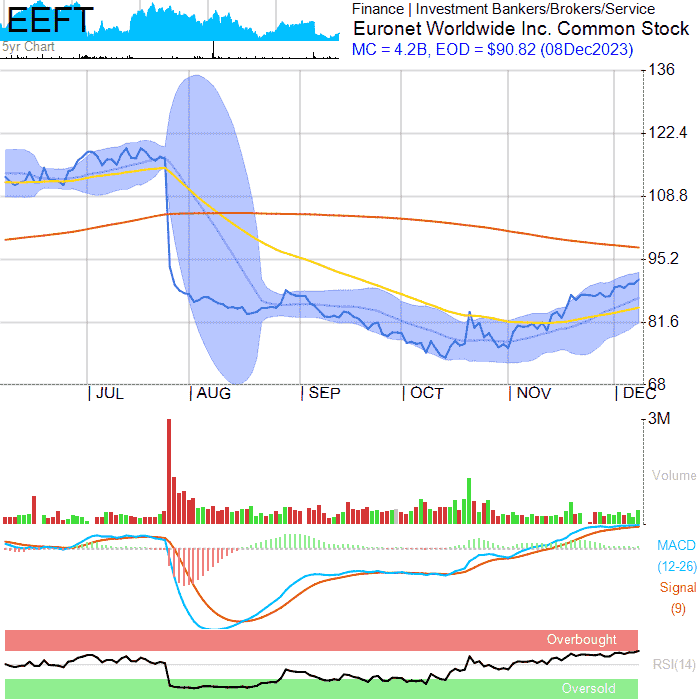 EEFT
5yr Chart
Finance | Investment Bankers/Brokers/Service
Euronet Worldwide Inc. Common Stock
MC = 4.2B, EOD = $90.82 (08Dec2023)
136
122.4
108.8
95.2
81.6
68
JUL AUG SEP OCT NOV DEC
3M
Volume
MACD
(12-26)
Signal
(9)
Overbought
RSI(14)
Oversold